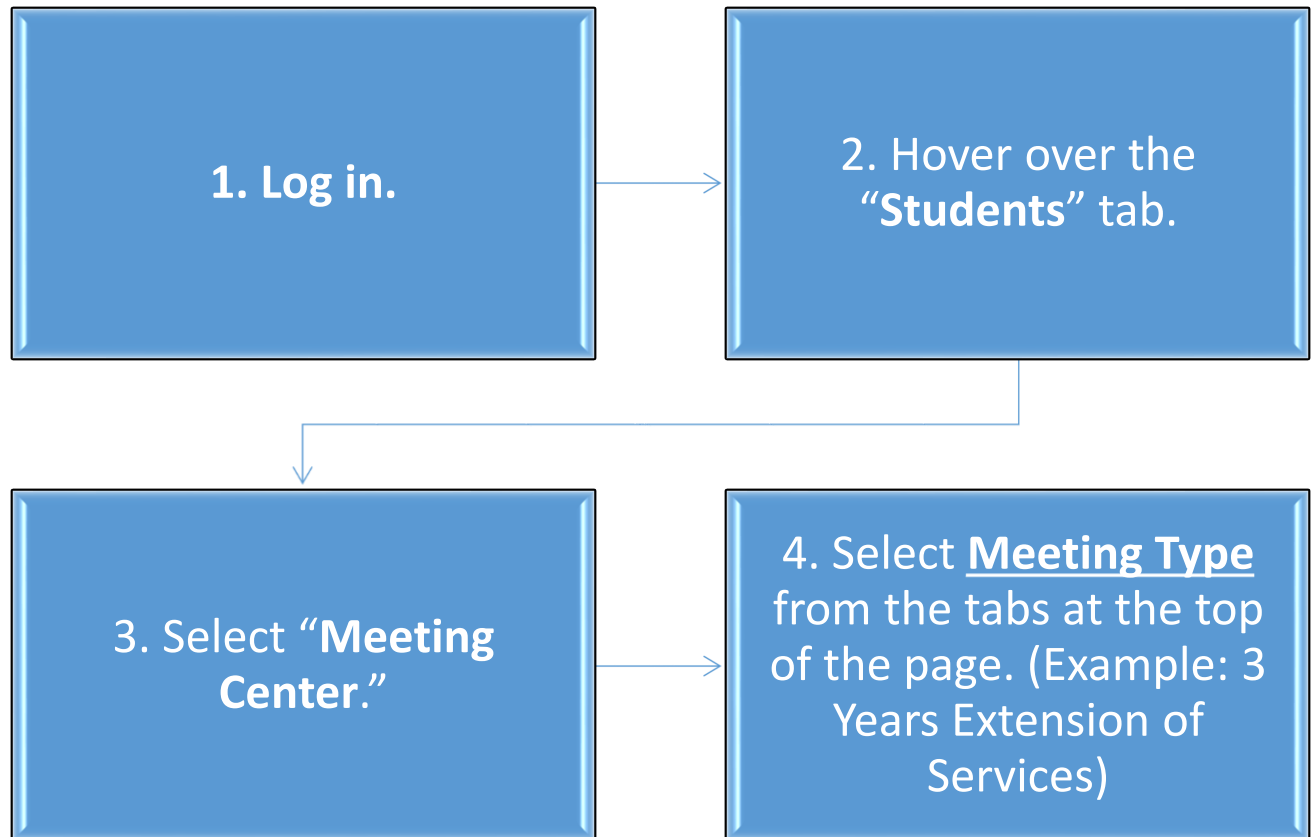 1. Log in.
2. Hover over the
“Students” tab.
3. Select “Meeting
Center.”
4. Select Meeting Type
from the tabs at the top
of the page. (Example: 3
Years Extension of
Services)